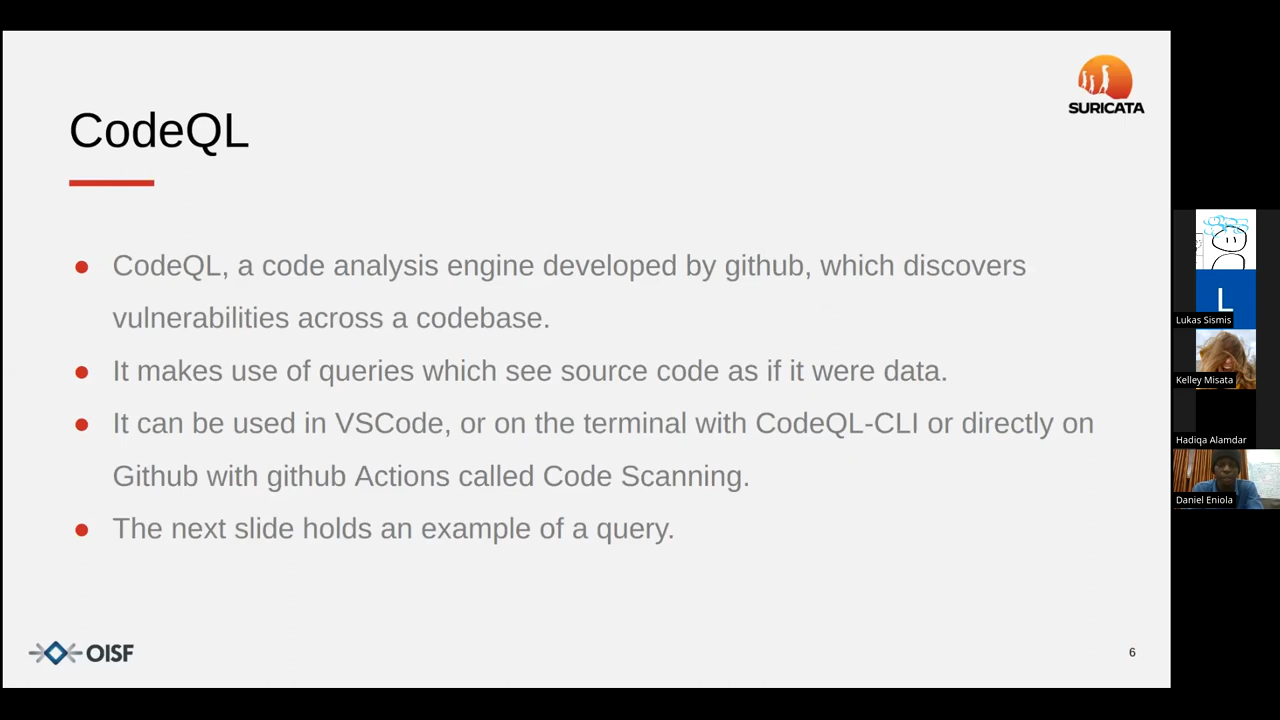 SURICATA
CodeQL
CodeQL, a code analysis engine developed by github, which discovers
vulnerabilities across a codebase.
It makes use of queries which see source code as if it were data.
It can be used in VSCode, or on the terminal with CodeQL-CLI or directly on
Github with github Actions called Code Scanning.
The next slide holds an example of a query.
OISF
6
L
Lukas Sismis
Kelley Misata
Hadiqa Alamdar
Daniel Eniola